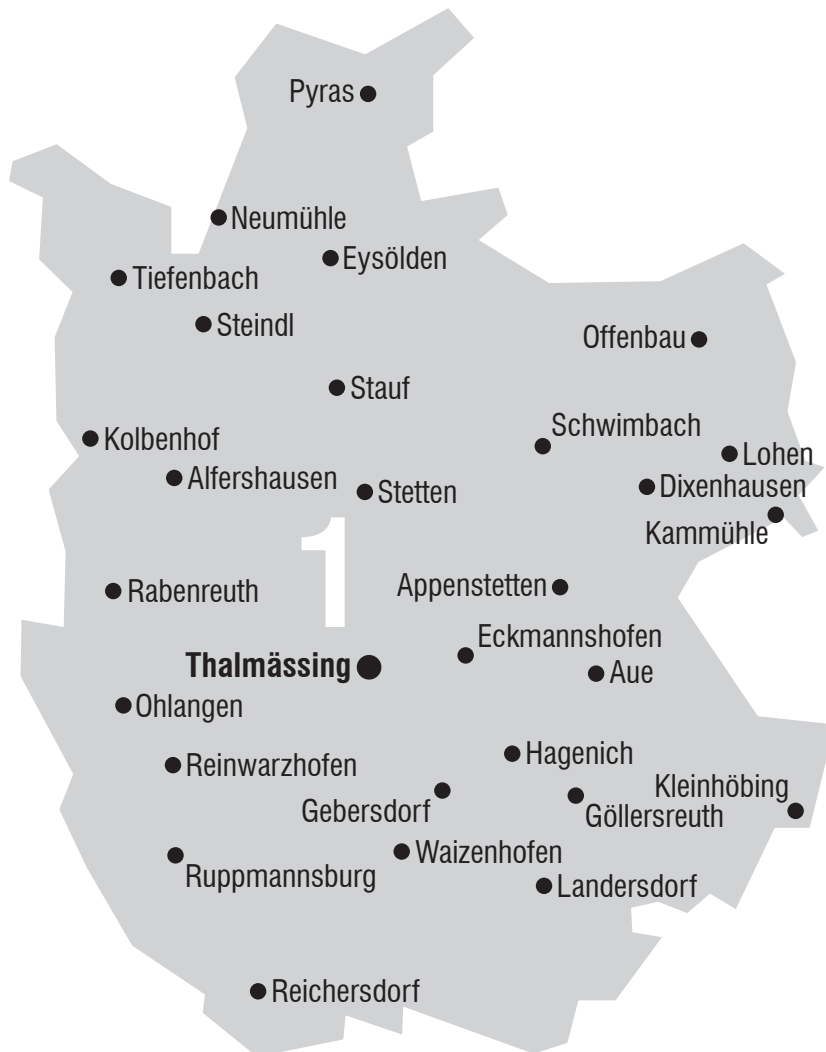 Pyras
Neumühle
Eysölden
Tiefenbach
Steindl
Offenbau
Stauf
Schwimbach
Kolbenhof
Lohen
Alfershausen
Dixenhausen
Stetten
Kammühle
1
Appenstetten
Rabenreuth
Eckmannshofen
Thalmässing
Aue
Ohlangen
Hagenich
Reinwarzhofen
Kleinhöbing
Gebersdorf
Göllersreuth
Waizenhofen
Ruppmannsburg
Landersdorf
Reichersdorf